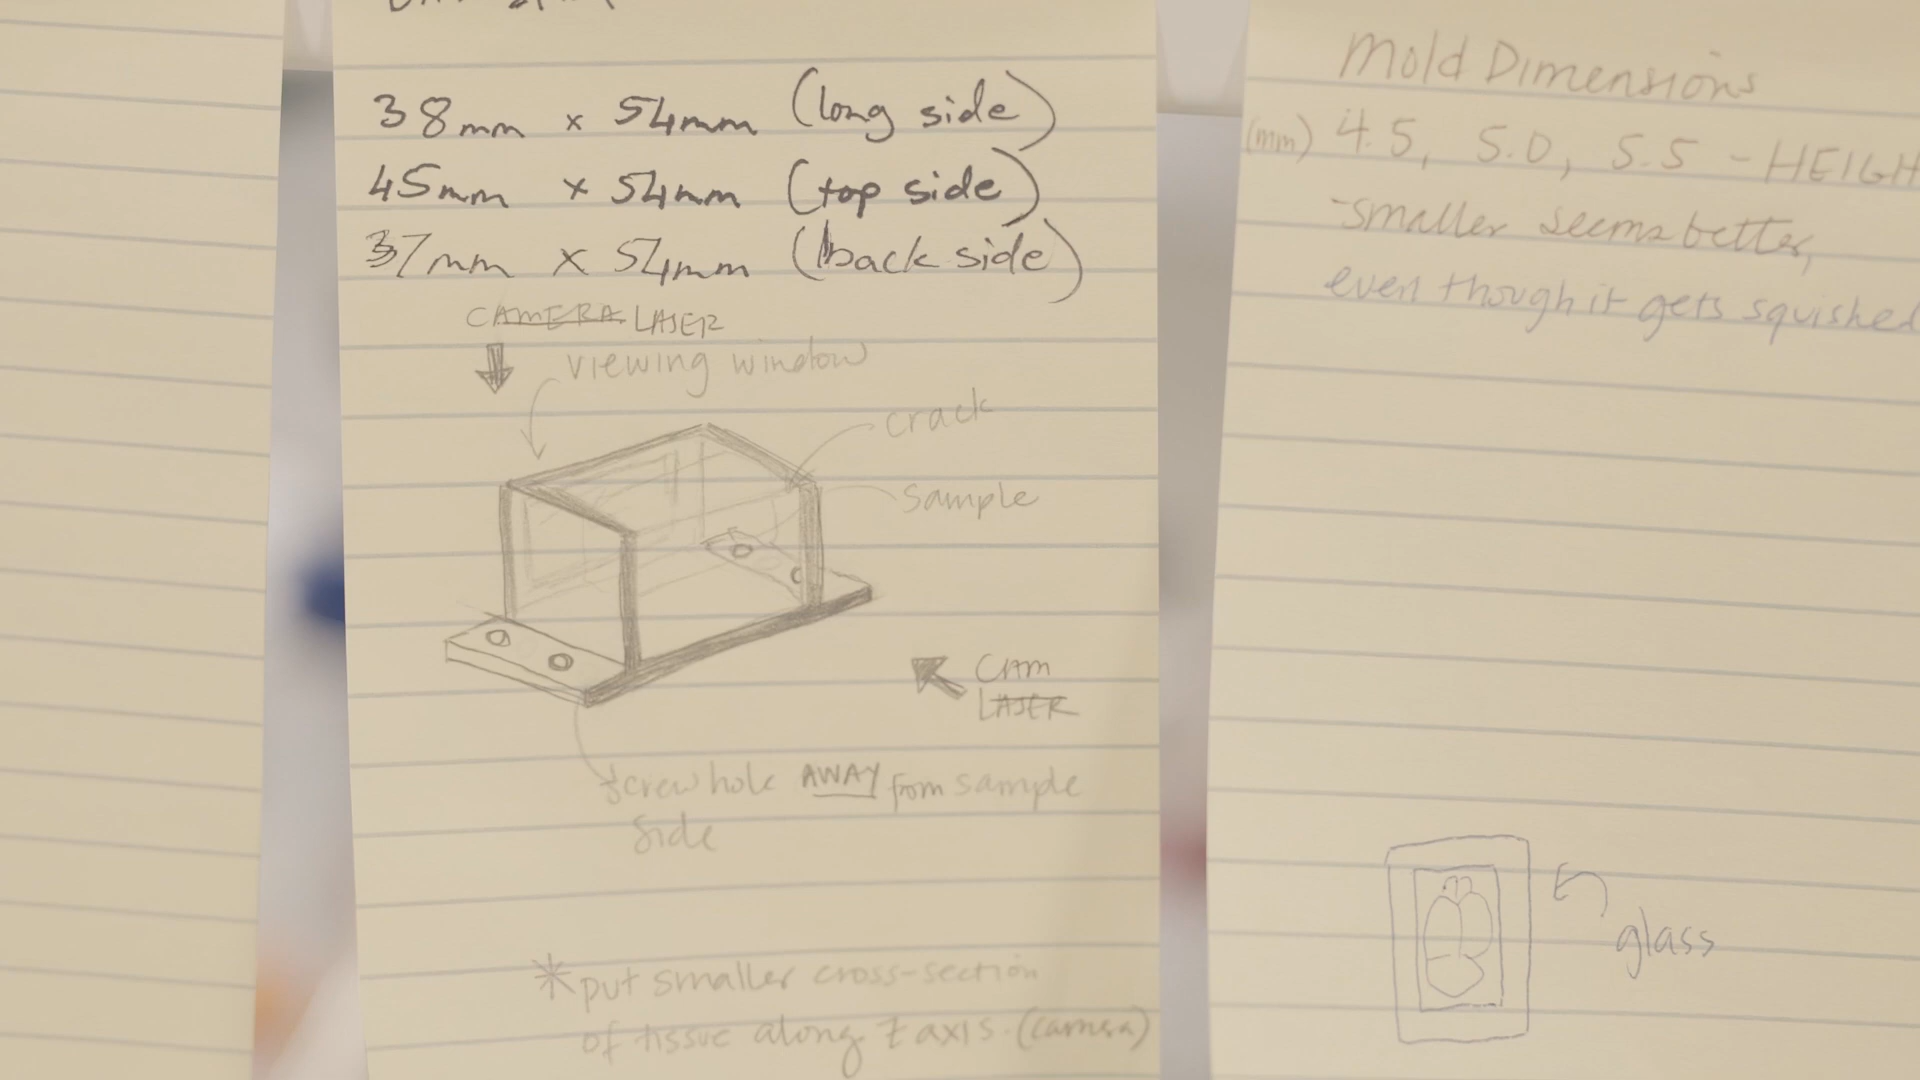 38mm x 54mm (long side)
45mm x 54mm (top side)
37mm x 54mm (back side)
CAMERA LASER
viewing window
crack
sample
CAM
LASER
screw hole AWAY from sample
side
*put smaller cross-section
of tissue along z axis. (camera)
Mold Dimensions
(mm) 4.5, 5.0, 5.5 - HEIGH
-smaller seems better,
even though it gets squished
glass